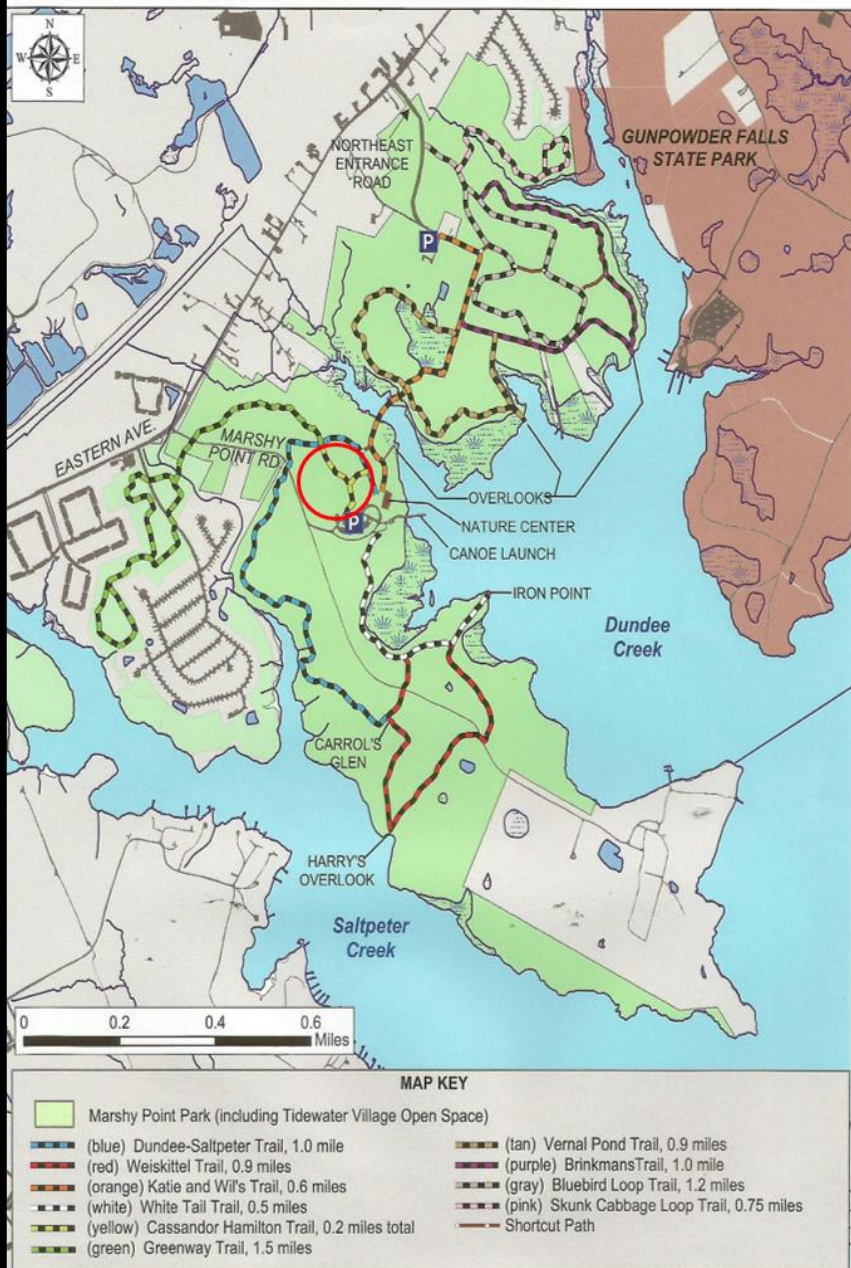 N
W E
S
NORTHEAST
ENTRANCE
ROAD
GUNPOWDER FALLS
STATE PARK
P
EASTERN AVE.
MARSHY
POINT RD
OVERLOOKS
NATURE CENTER
P
CANOE LAUNCH
IRON POINT
Dundee
Creek
CARROL'S
GLEN
HARRY'S
OVERLOOK
Saltpeter
Creek
0 0.2 0.4 0.6
Miles
MAP KEY
Marshy Point Park (including Tidewater Village Open Space)
(blue) Dundee-Saltpeter Trail, 1.0 mile
(red) Weiskittel Trail, 0.9 miles
(orange) Katie and Wil's Trail, 0.6 miles
(white) White Tail Trail, 0.5 miles
(yellow) Cassandor Hamilton Trail, 0.2 miles total
(green) Greenway Trail, 1.5 miles
(tan) Vernal Pond Trail, 0.9 miles
(purple) BrinkmansTrail, 1.0 mile
(gray) Bluebird Loop Trail, 1.2 miles
(pink) Skunk Cabbage Loop Trail, 0.75 miles
Shortcut Path